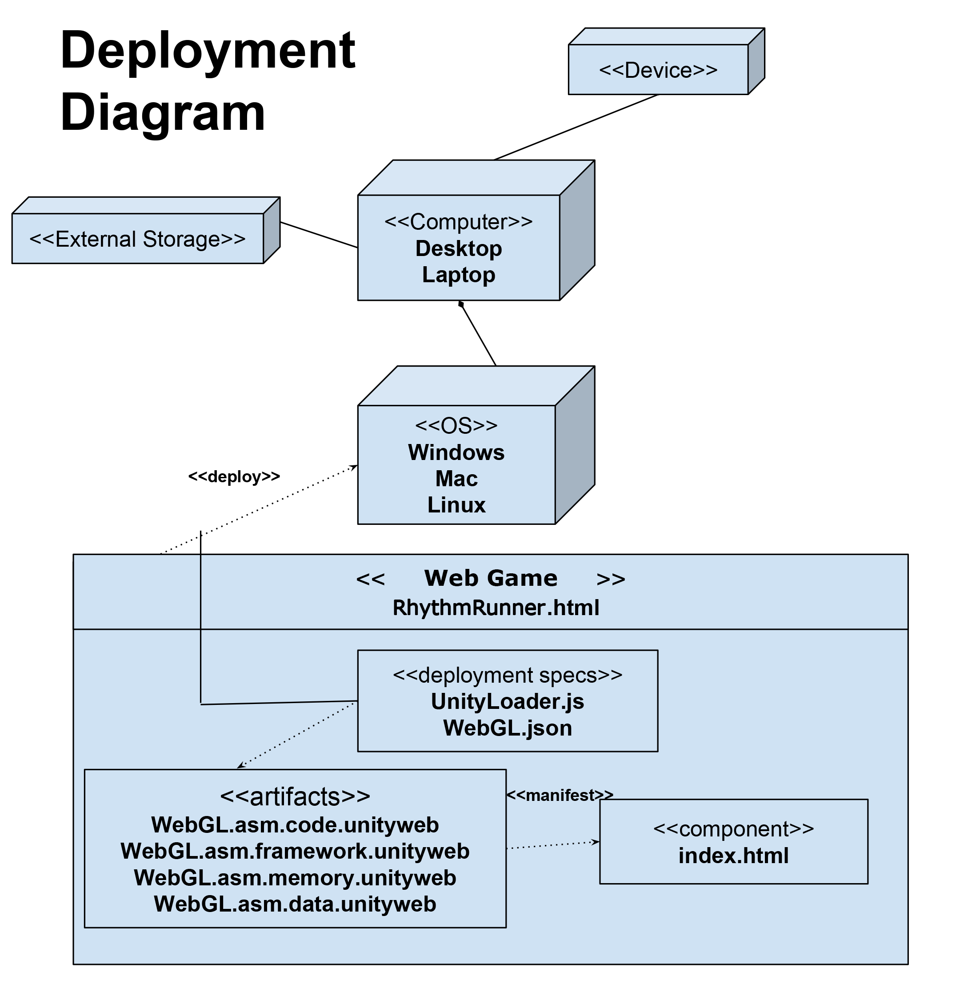 Deployment
Diagram
<<Device>>
<<External Storage>>
<<Computer>>
Desktop
Laptop
<<OS>>
Windows
Mac
Linux
<<deploy>>
<< Web Game >>
RhythmRunner.html
<<deployment specs>>
UnityLoader.js
WebGL.json
<<artifacts>>
WebGL.asm.code.unityweb
WebGL.asm.framework.unityweb
WebGL.asm.memory.unityweb
WebGL.asm.data.unityweb
<<manifest>>
<<component>>
index.html